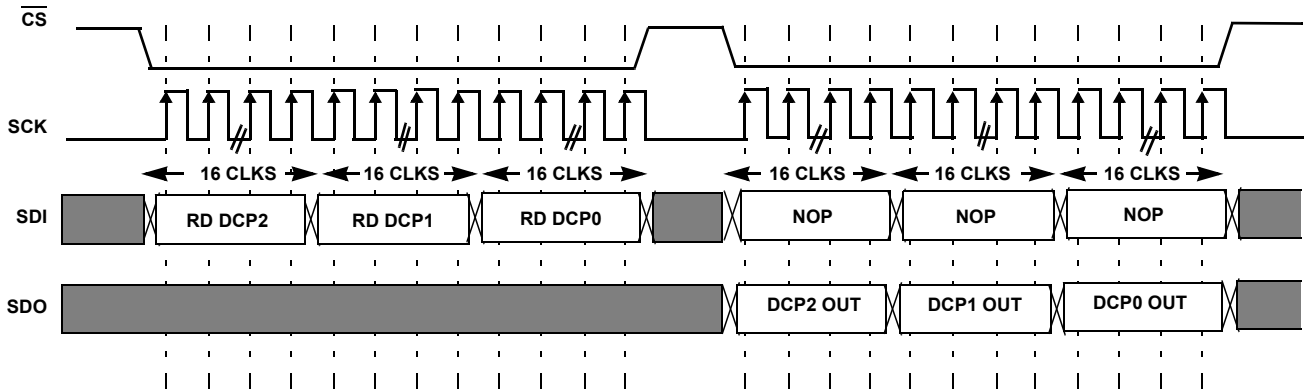 CS
SCK
16 CLKS 16 CLKS 16 CLKS 16 CLKS 16 CLKS 16 CLKS
SDI RD DCP2 RD DCP1 RD DCP0 NOP NOP NOP
SDO DCP2 OUT DCP1 OUT DCP0 OUT